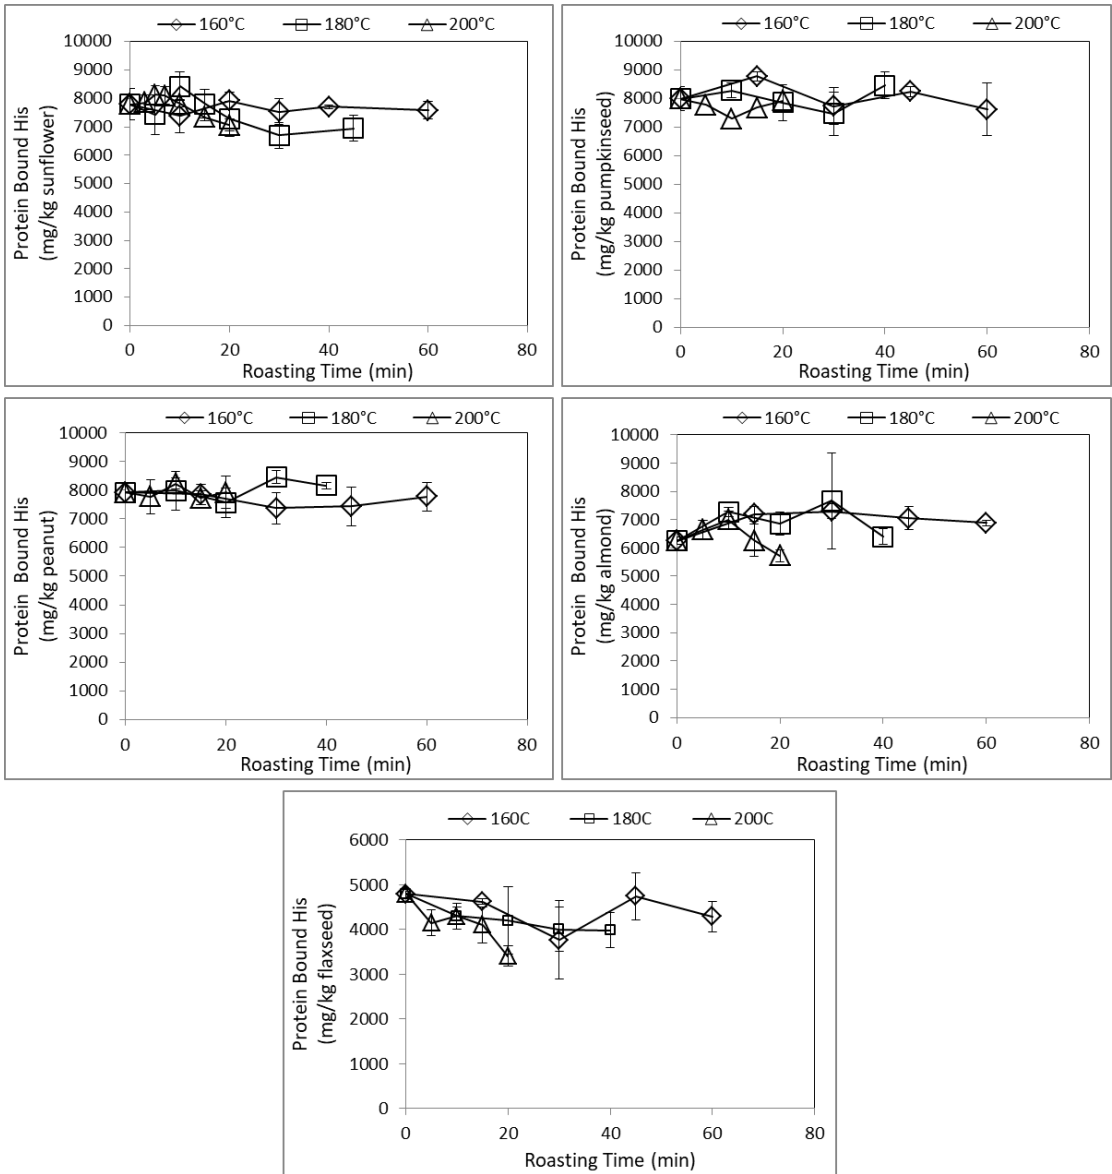 160°C 180°C 200°C
10000
9000
8000
7000
6000
5000
4000
3000
2000
1000
0
0 20 40 60 80
Roasting Time (min)
Protein Bound His
(mg/kg sunflower)
160°C 180°C 200°C
10000
9000
8000
7000
6000
5000
4000
3000
2000
1000
0
0 20 40 60 80
Roasting Time (min)
Protein Bound His
(mg/kg pumpkinseed)
160°C 180°C 200°C
10000
9000
8000
7000
6000
5000
4000
3000
2000
1000
0
0 20 40 60 80
Roasting Time (min)
Protein Bound His
(mg/kg peanut)
160°C 180°C 200°C
10000
9000
8000
7000
6000
5000
4000
3000
2000
1000
0
0 20 40 60 80
Roasting Time (min)
Protein Bound His
(mg/kg almond)
160C 180C 200C
6000
5000
4000
3000
2000
1000
0
0 20 40 60 80
Roasting Time (min)
Protein Bound His
(mg/kg flaxseed)